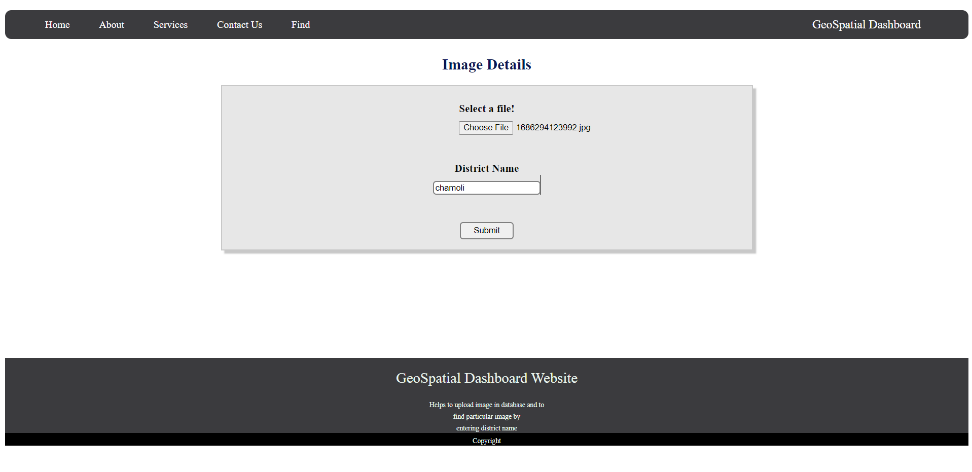 Home About Services Contact Us Find GeoSpatial Dashboard
Image Details
Select a file!
Choose File 1686294123992.jpg
District Name
chamoli
Submit
GeoSpatial Dashboard Website
Helps to upload image in database and to
find particular image by
entering district name
Copyright